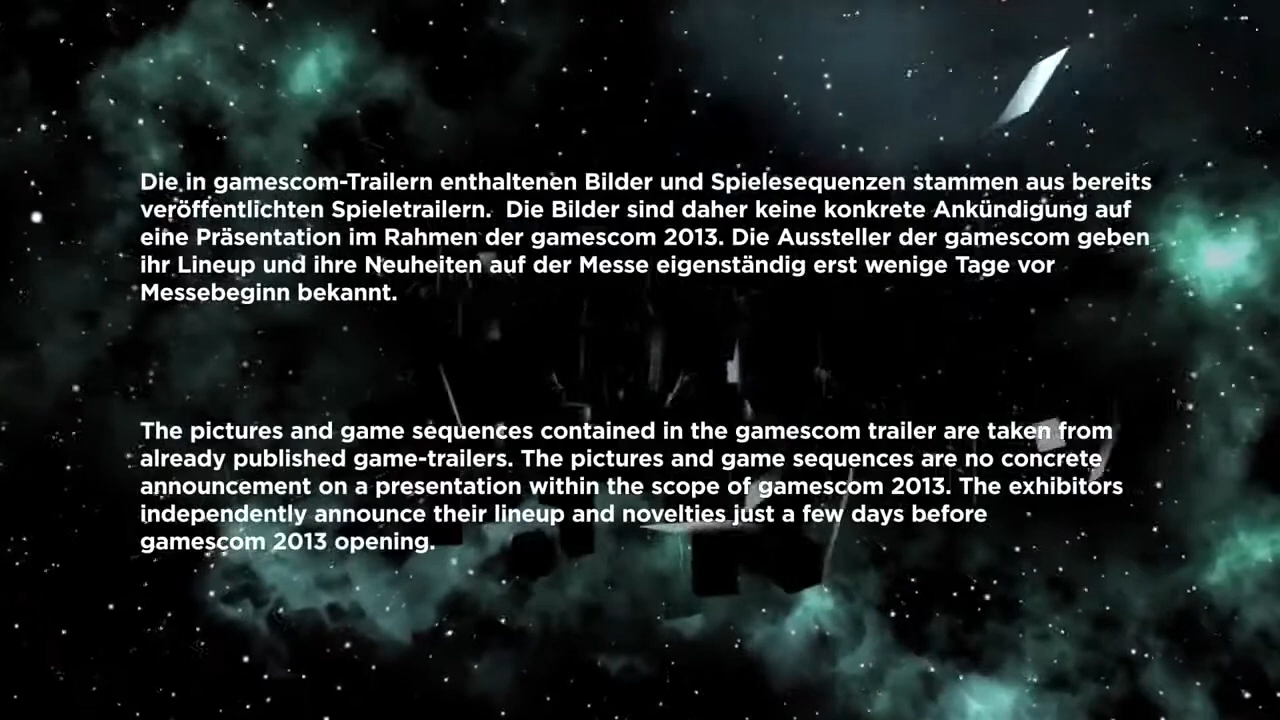 Die in gamescom-Trailern enthaltenen Bilder und Spielesequenzen stammen aus bereits
veröffentlichten Spieletrailern.  Die Bilder sind daher keine konkrete Ankündigung auf
eine Präsentation im Rahmen der gamescom 2013. Die Aussteller der gamescom geben
ihr Lineup und ihre Neuheiten auf der Messe eigenständig erst wenige Tage vor
Messebeginn bekannt.
The pictures and game sequences contained in the gamescom trailer are taken from
already published game-trailers. The pictures and game sequences are no concrete
announcement on a presentation within the scope of gamescom 2013. The exhibitors
independently announce their lineup and novelties just a few days before
gamescom 2013 opening.